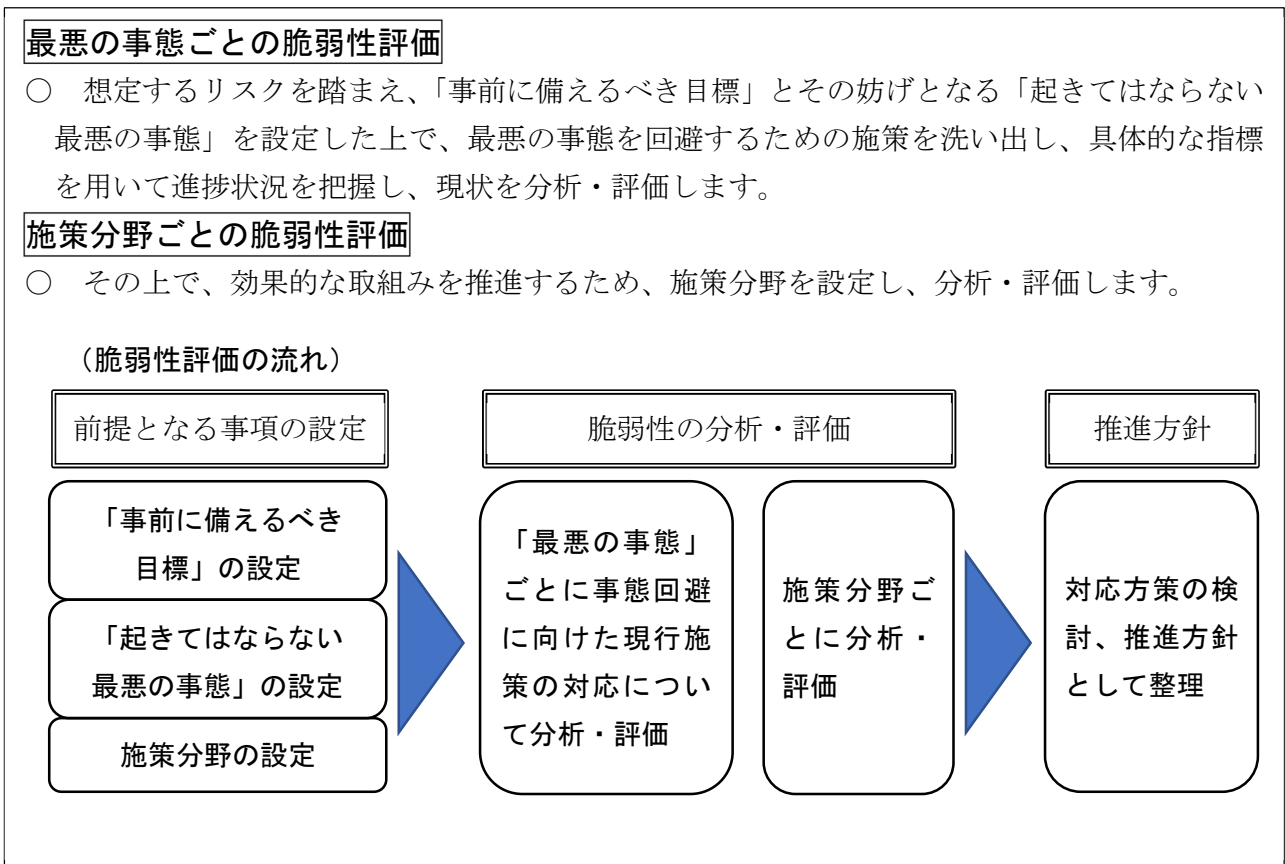 最悪の事態ごとの脆弱性評価
○　想定するリスクを踏まえ、「事前に備えるべき目標」とその妨げとなる「起きてはならない
最悪の事態」を設定した上で、最悪の事態を回避するための施策を洗い出し、具体的な指標
を用いて進捗状況を把握し、現状を分析・評価します。
施策分野ごとの脆弱性評価
○　その上で、効果的な取組みを推進するため、施策分野を設定し、分析・評価します。
（脆弱性評価の流れ）
前提となる事項の設定
「事前に備えるべき
目標」の設定
「起きてはならない
最悪の事態」の設定
施策分野の設定
脆弱性の分析・評価
「最悪の事態」
ごとに事態回避
に向けた現行施
策の対応につい
て分析・評価
施策分野ご
とに分析・
評価
推進方針
対応方策の検
討、推進方針
として整理